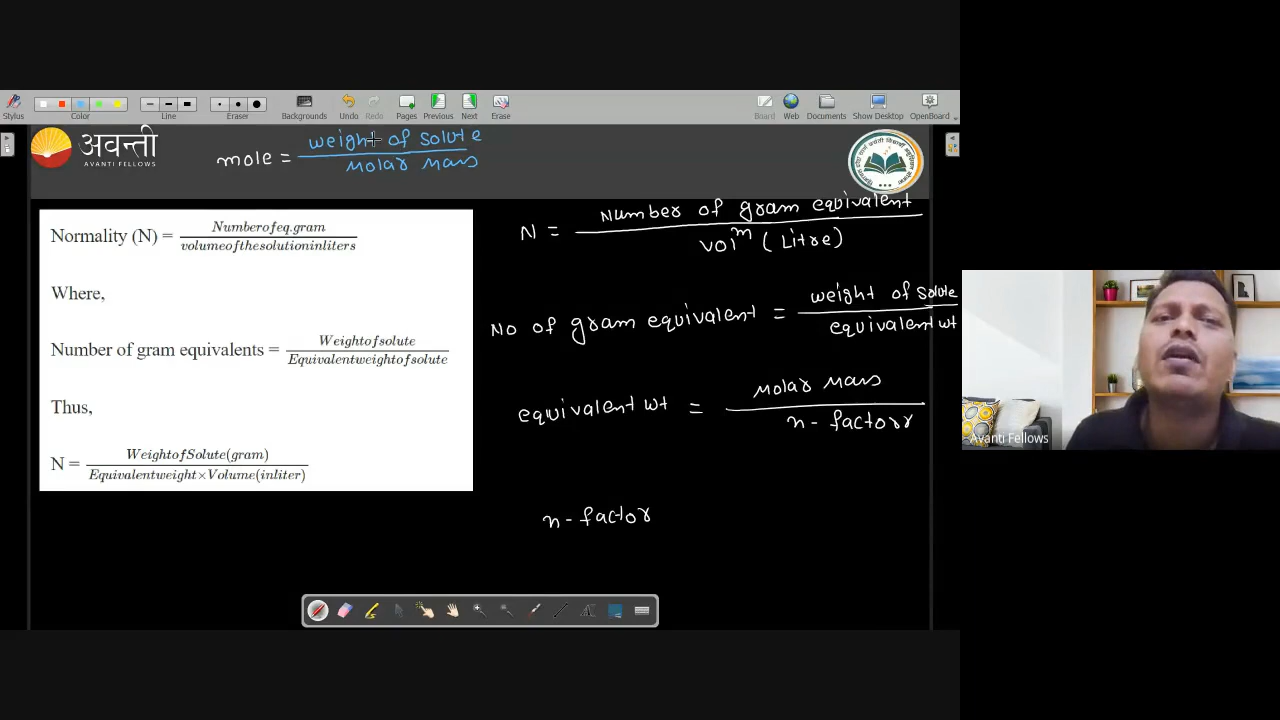 Stylus
Color
Line
Eraser
Backgrounds
Undo
Redo
Pages
Previous
Next
Erase
Board
Web
Documents
Show Desktop
OpenBoard
अवन्ती
AVANTI FELLOWS
mole = weight of solute / Molar mass
Normality (N) = Numberofeq.gram / volumeofthesolutioninliters
Where,
Number of gram equivalents = Weightofsolute / Equivalentweightofsolute
Thus,
N = WeightofSolute(gram) / Equivalentweight×Volume(inliter)
N = Number of gram equivalent / volm (Litre)
No of gram equivalent = weight of solute / equivalent wt
equivalent wt = Molar mass / n-factorr
n-factor
Avanti Fellows